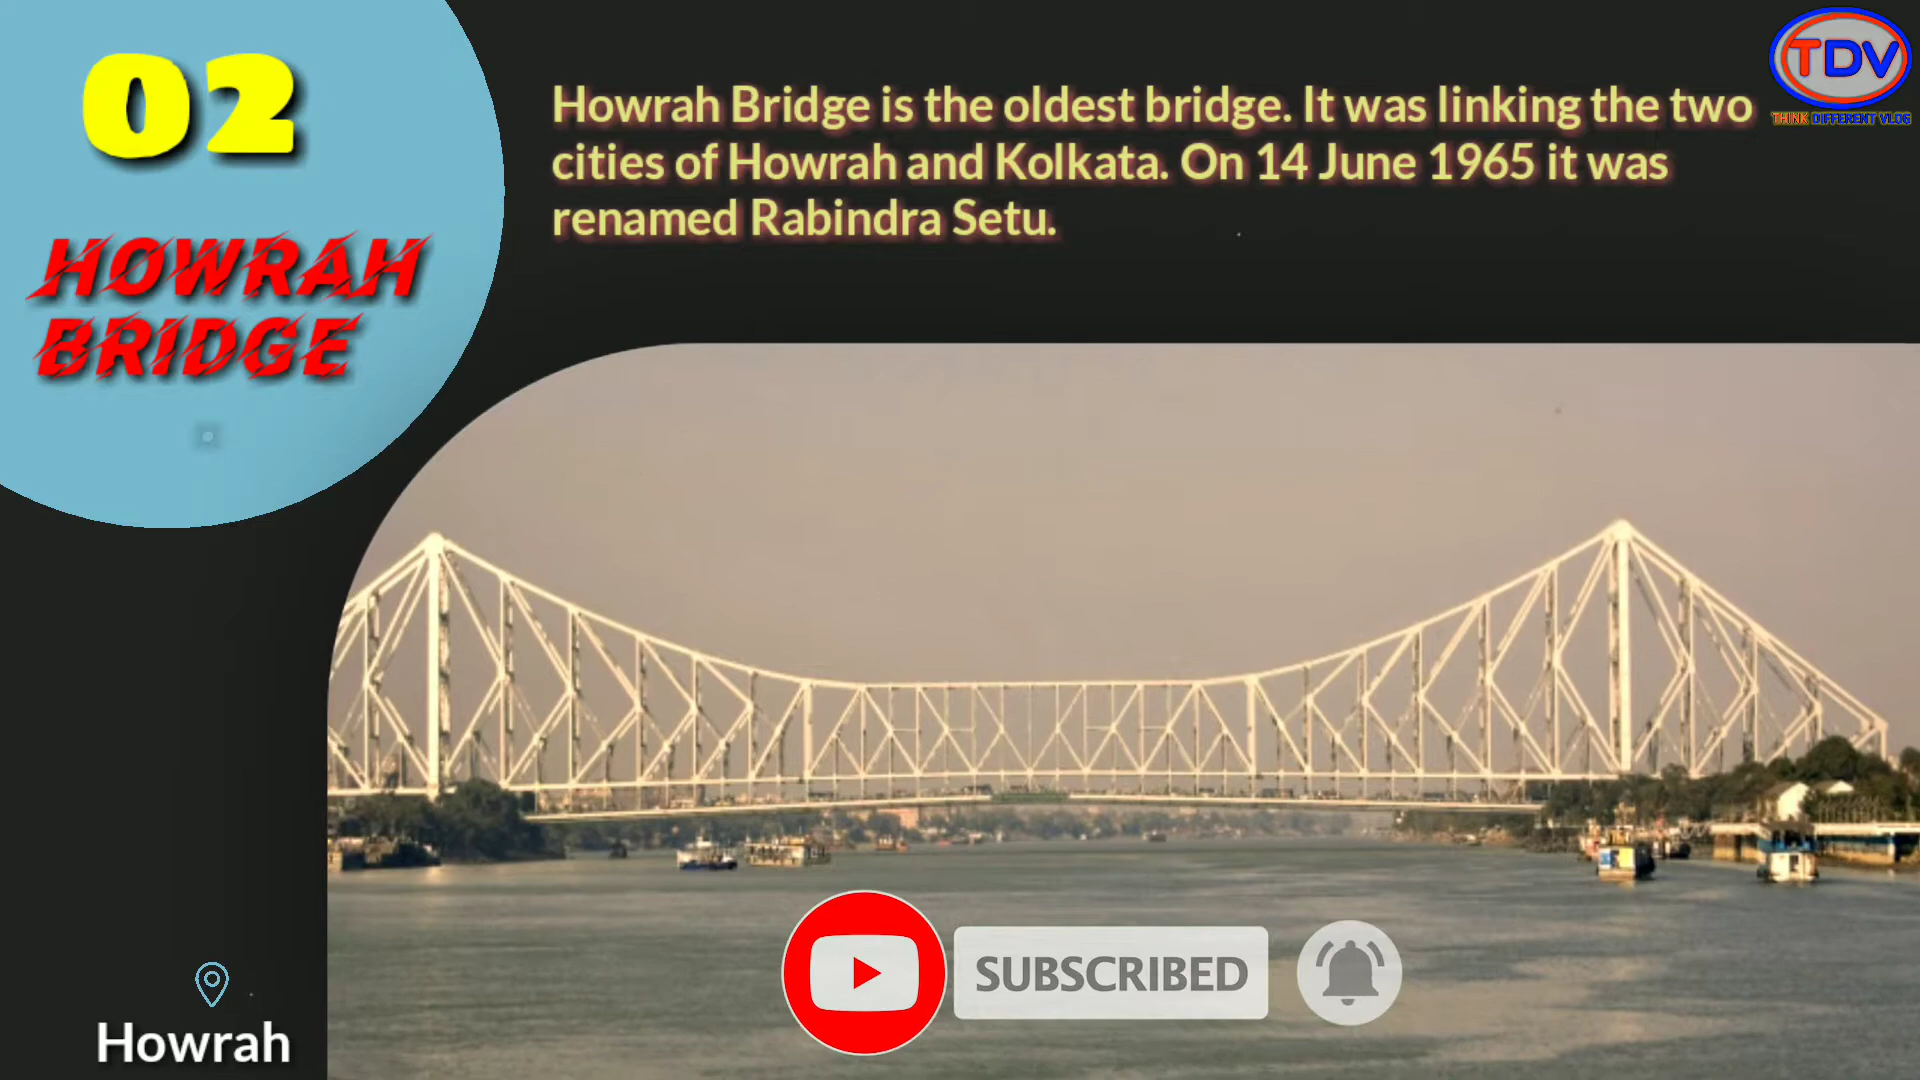 02
HOWRAH
BRIDGE
Howrah Bridge is the oldest bridge. It was linking the two
cities of Howrah and Kolkata. On 14 June 1965 it was
renamed Rabindra Setu.
TDV
THINK DIFFERENT VLOG
SUBSCRIBED
Howrah